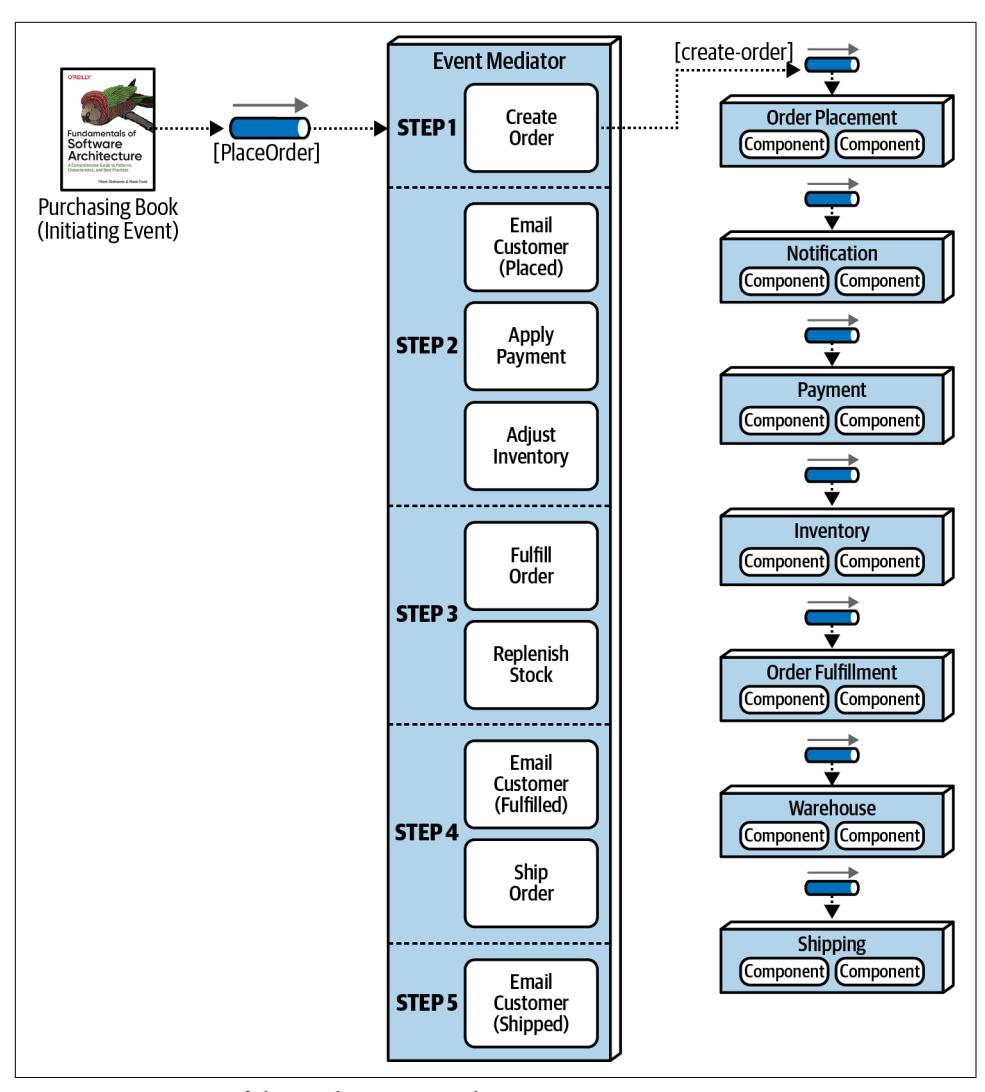 O'REILLY
Fundamentals of
Software
Architecture
A Comprehensive Guide to Patterns,
Characteristics, and Best Practices
Mark Richards & Neal Ford
Purchasing Book
(Initiating Event)
[PlaceOrder]
Event Mediator
STEP 1
Create
Order
STEP 2
Email
Customer
(Placed)
Apply
Payment
Adjust
Inventory
STEP 3
Fulfill
Order
Replenish
Stock
STEP 4
Email
Customer
(Fulfilled)
Ship
Order
STEP 5
Email
Customer
(Shipped)
[create-order]
Order Placement
Component Component
Notification
Component Component
Payment
Component Component
Inventory
Component Component
Order Fulfillment
Component Component
Warehouse
Component Component
Shipping
Component Component